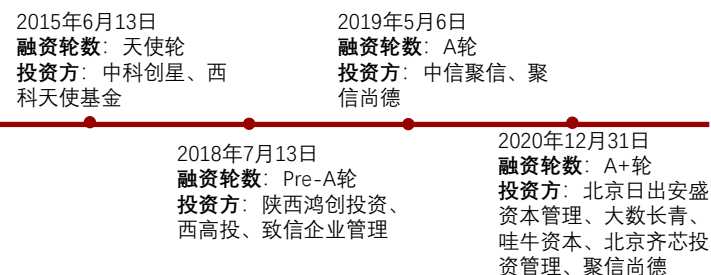 2015年6月13日
融资轮数：天使轮
投资方：中科创星、西
科天使基金
2019年5月6日
融资轮数：A轮
投资方：中信聚信、聚
信尚德
2018年7月13日
融资轮数：Pre-A轮
投资方：陕西鸿创投资、
西高投、致信企业管理
2020年12月31日
融资轮数：A+轮
投资方：北京日出安盛
资本管理、大数长青、
哇牛资本、北京齐芯投
资管理、聚信尚德